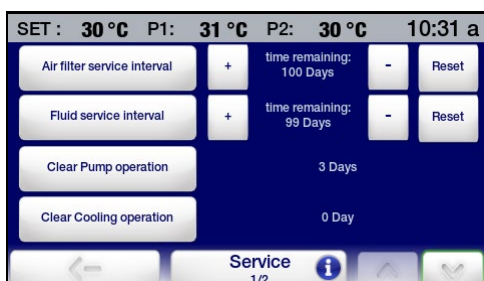 SET : 30 °C P1: 31 °C P2: 30 °C 10:31 a
Air filter service interval + time remaining: - Reset
100 Days
Fluid service interval + time remaining: - Reset
99 Days
Clear Pump operation 3 Days
Clear Cooling operation 0 Day
Service
1/2